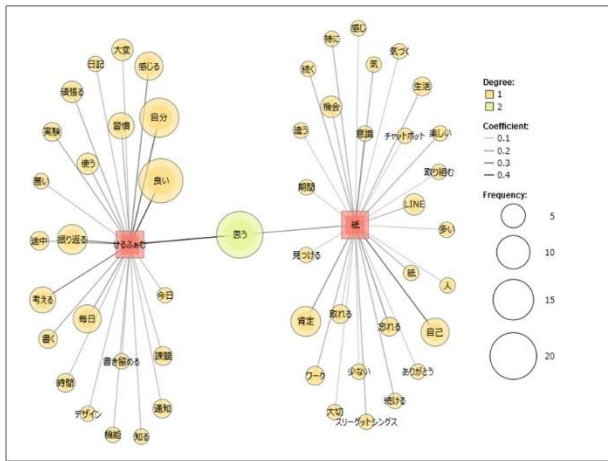 感じ
特に
気づく
大変
日記
感じる
続く
気
生活
頑張る
機会
自分
習慣
意識
チャットボット
楽しい
実験
違う
使う
取り組む
良い
悪い
期間
LINE
多い
せるふぁむ
思う
紙
途中
振り返る
見つける
紙
人
考える
今日
毎日
肯定
取れる
忘れる
自己
書く
書き留める
課題
時間
ワーク
少ない
ありがとう
デザイン
通知
大切
続ける
スリーグットシングス
機能
知る
Degree:
1
2
Coefficient:
0.1
0.2
0.3
0.4
Frequency:
5
10
15
20